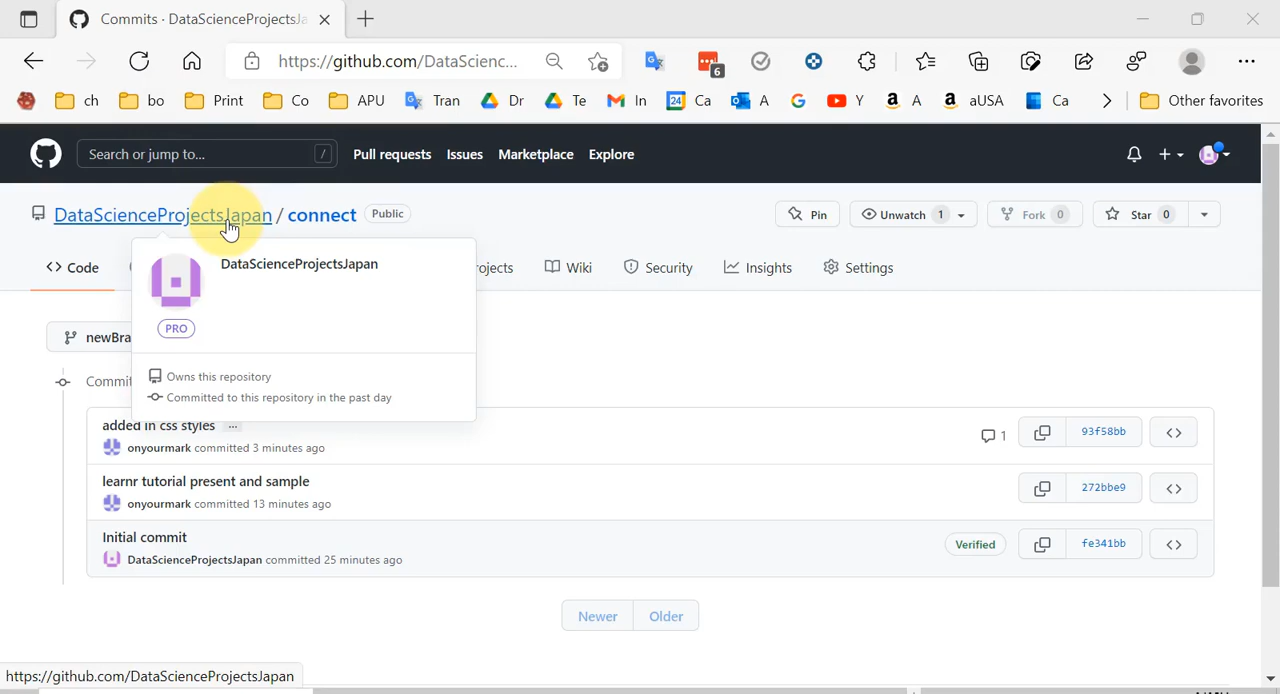 Commits · DataScienceProjectsJa
https://github.com/DataScienc...
6
ch
bo
Print
Co
APU
Tran
Dr
Te
In
24
Ca
A
Y
A
aUSA
Ca
Other favorites
Search or jump to...
/
Pull requests
Issues
Marketplace
Explore
DataScienceProjectsJapan / connect
Public
Pin
Unwatch 1
Fork 0
Star 0
<> Code
rojects
Wiki
Security
Insights
Settings
DataScienceProjectsJapan
PRO
Owns this repository
Committed to this repository in the past day
newBra
Commit
added in css styles ...
1
93f58bb
<>
onyourmark committed 3 minutes ago
learnr tutorial present and sample
272bbe9
<>
onyourmark committed 13 minutes ago
Initial commit
Verified
fe341bb
<>
DataScienceProjectsJapan committed 25 minutes ago
Newer
Older
https://github.com/DataScienceProjectsJapan